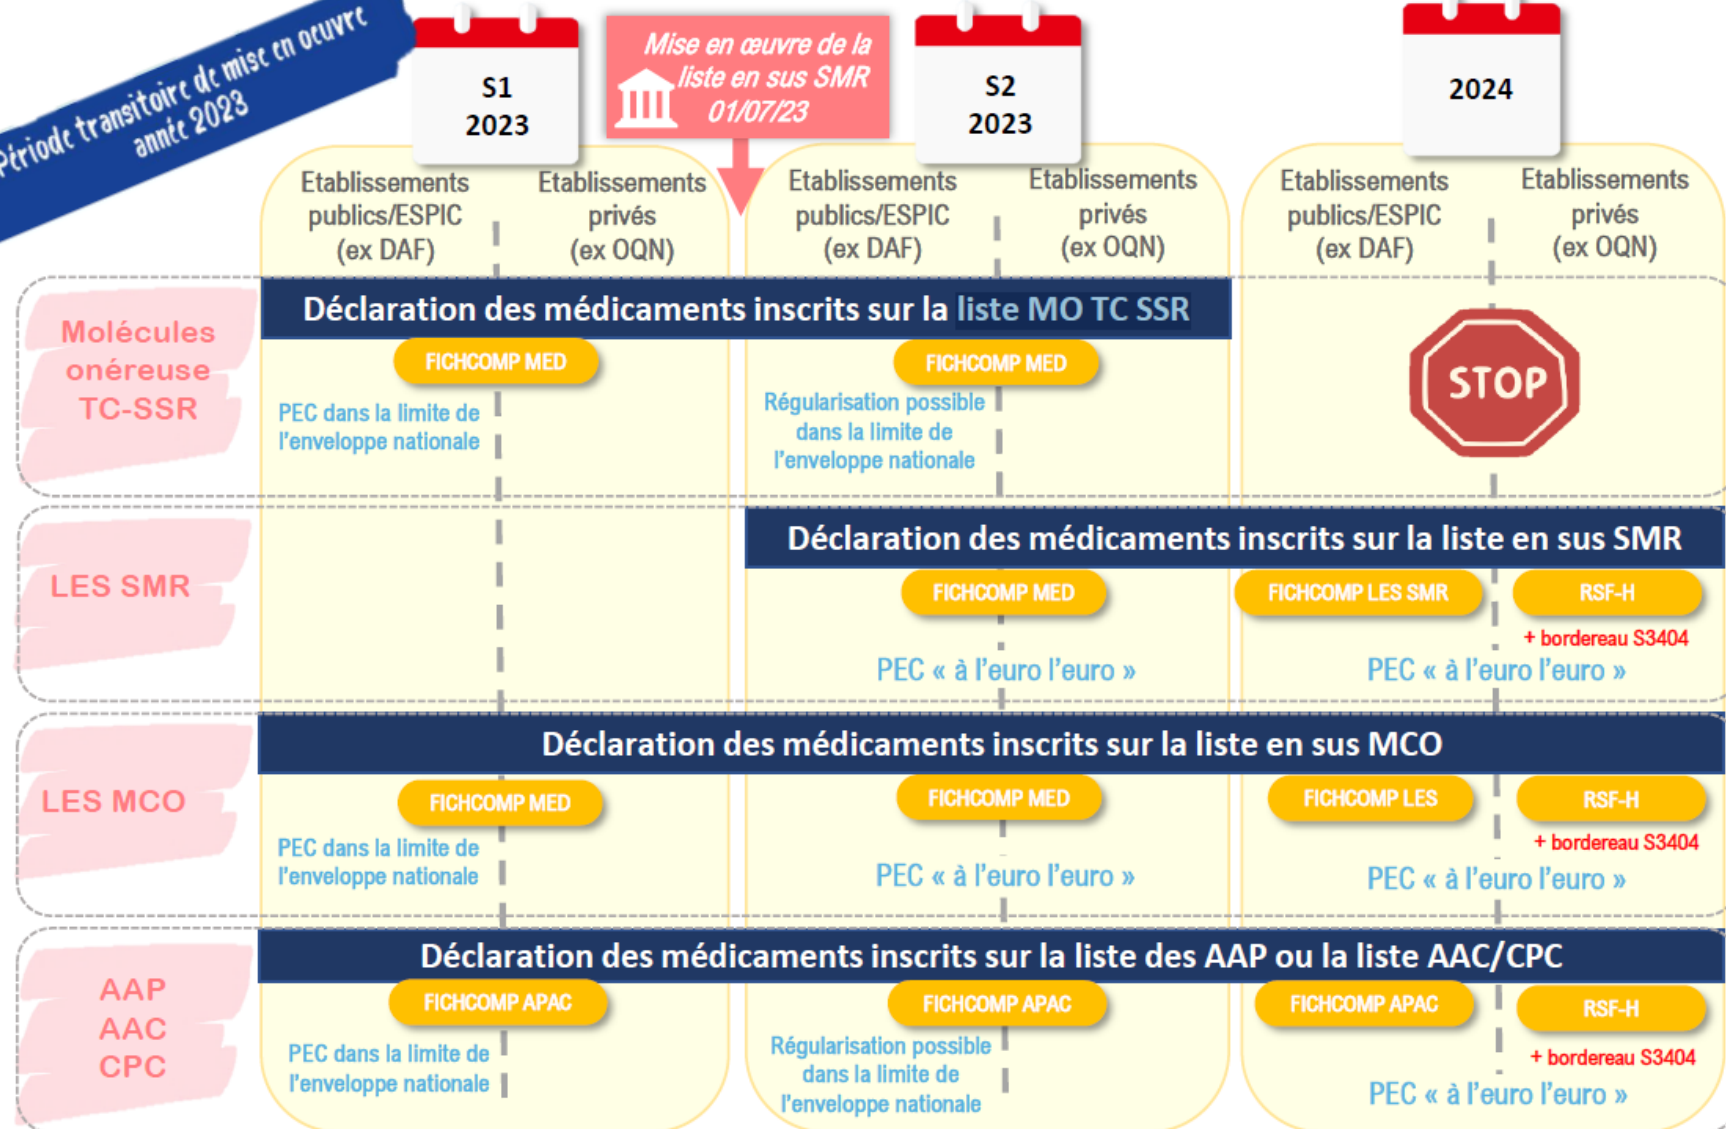 Période transitoire de mise en oeuvre
année 2023
S1
2023
Mise en œuvre de la
liste en sus SMR
01/07/23
S2
2023
2024
Etablissements
publics/ESPIC
(ex DAF)
Etablissements
privés
(ex OQN)
Etablissements
publics/ESPIC
(ex DAF)
Etablissements
privés
(ex OQN)
Etablissements
publics/ESPIC
(ex DAF)
Etablissements
privés
(ex OQN)
Molécules
onéreuse
TC-SSR
Déclaration des médicaments inscrits sur la liste MO TC SSR
FICHCOMP MED
PEC dans la limite de
l'enveloppe nationale
FICHCOMP MED
Régularisation possible
dans la limite de
l'enveloppe nationale
STOP
LES SMR
Déclaration des médicaments inscrits sur la liste en sus SMR
FICHCOMP MED
PEC « à l'euro l'euro »
FICHCOMP LES SMR
RSF-H
+ bordereau S3404
PEC « à l'euro l'euro »
LES MCO
Déclaration des médicaments inscrits sur la liste en sus MCO
FICHCOMP MED
PEC dans la limite de
l'enveloppe nationale
FICHCOMP MED
PEC « à l'euro l'euro »
FICHCOMP LES
RSF-H
+ bordereau S3404
PEC « à l'euro l'euro »
AAP
AAC
CPC
Déclaration des médicaments inscrits sur la liste des AAP ou la liste AAC/CPC
FICHCOMP APAC
PEC dans la limite de
l'enveloppe nationale
FICHCOMP APAC
Régularisation possible
dans la limite de
l'enveloppe nationale
FICHCOMP APAC
RSF-H
+ bordereau S3404
PEC « à l'euro l'euro »